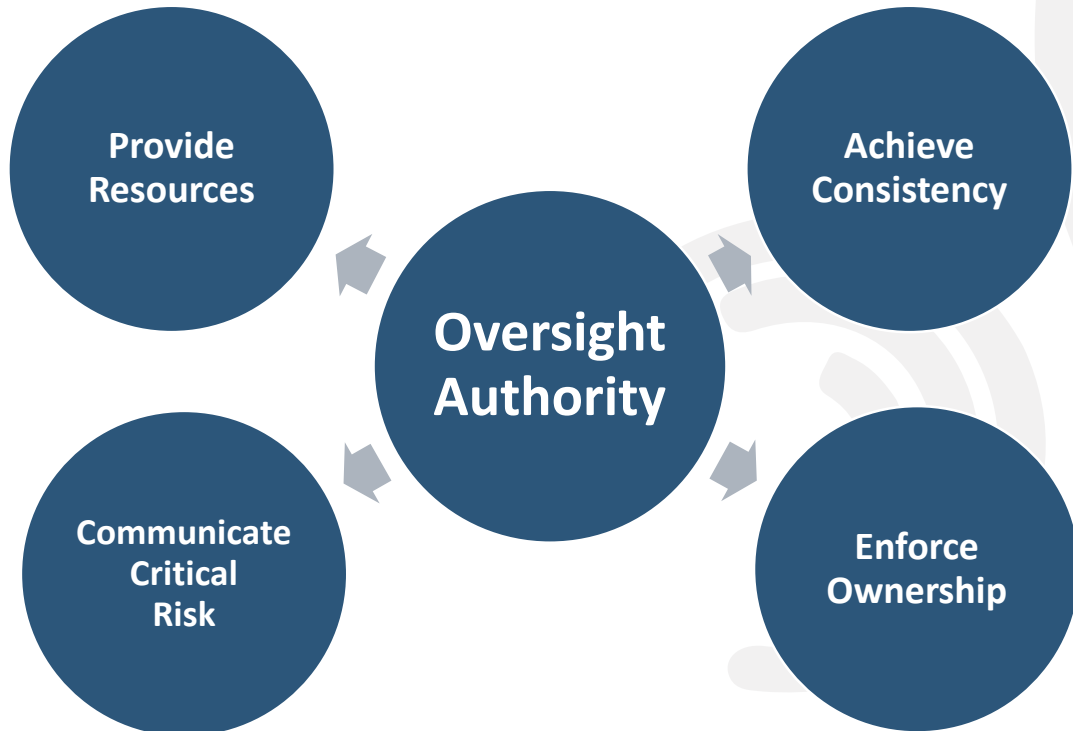 Provide
Resources
Achieve
Consistency
Oversight
Authority
Communicate
Critical
Risk
Enforce
Ownership